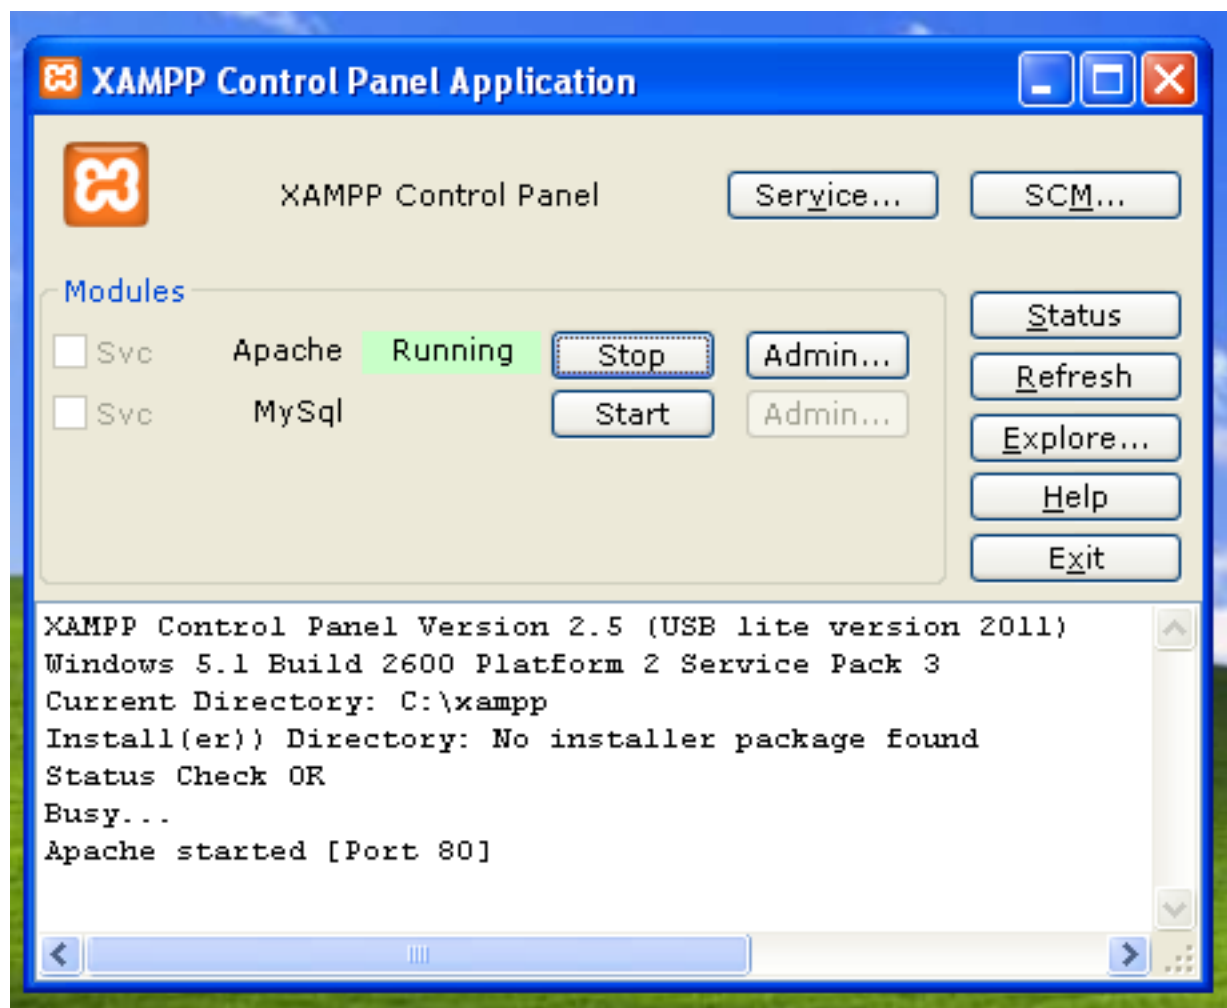 XAMPP Control Panel Application
XAMPP Control Panel Service... SCM...
Modules
Svc Apache Running Stop Admin...
Svc MySql Start Admin...
Status
Refresh
Explore...
Help
Exit
XAMPP Control Panel Version 2.5 (USB lite version 2011)
Windows 5.1 Build 2600 Platform 2 Service Pack 3
Current Directory: C:\xampp
Install(er)) Directory: No installer package found
Status Check OR
Busy...
Apache started [Port 80]